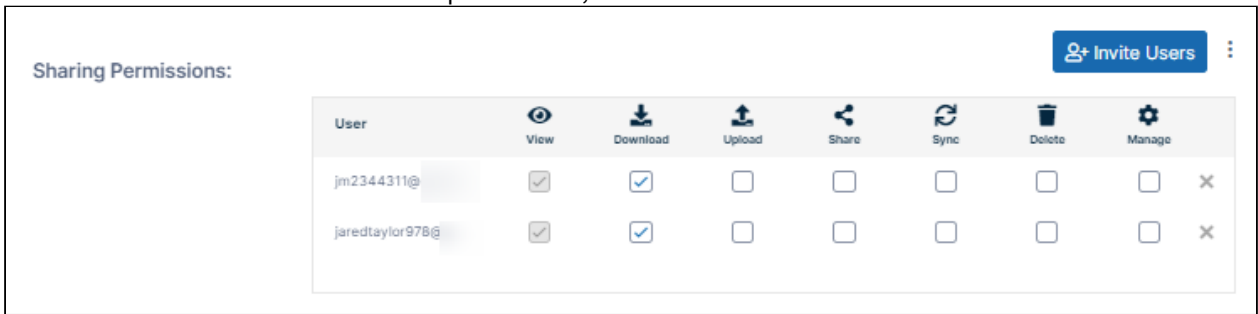 Invite Users
Sharing Permissions:
User View Download Upload Share Sync Delete Manage
jm2344311@
jaredtaylor978@